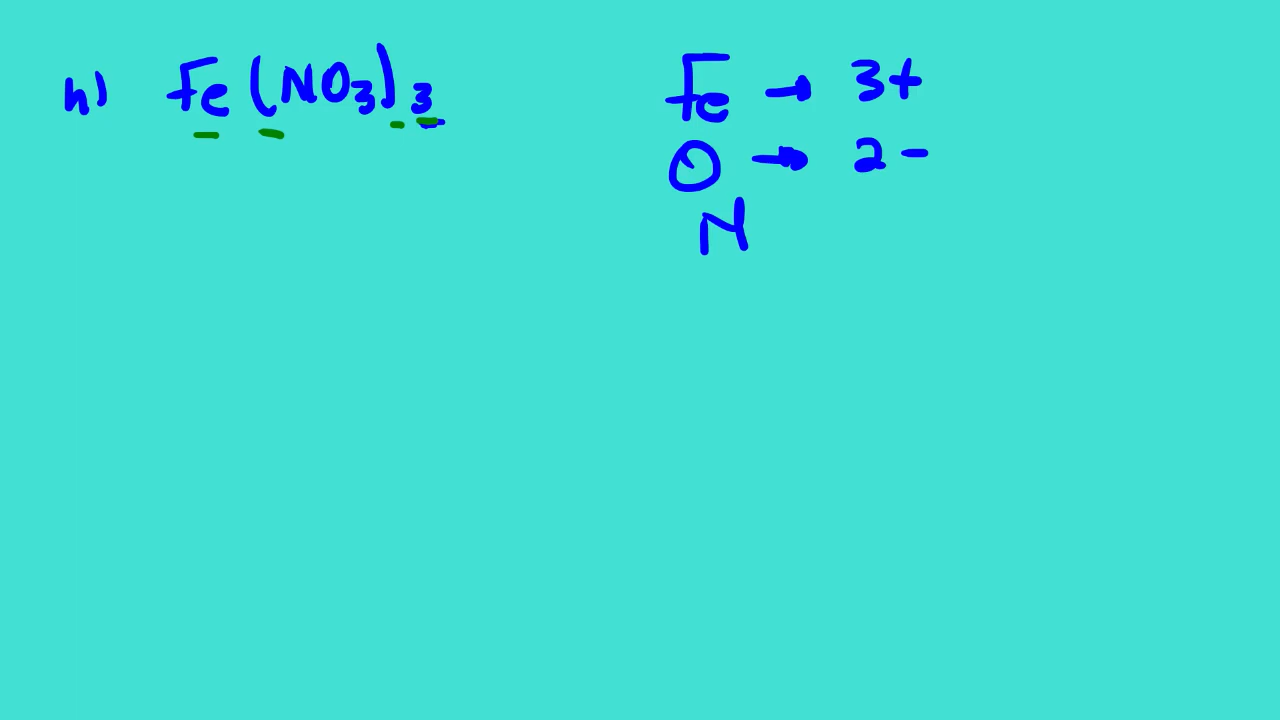 h) Fe(NO3)3
Fe → 3+
O → 2-
N